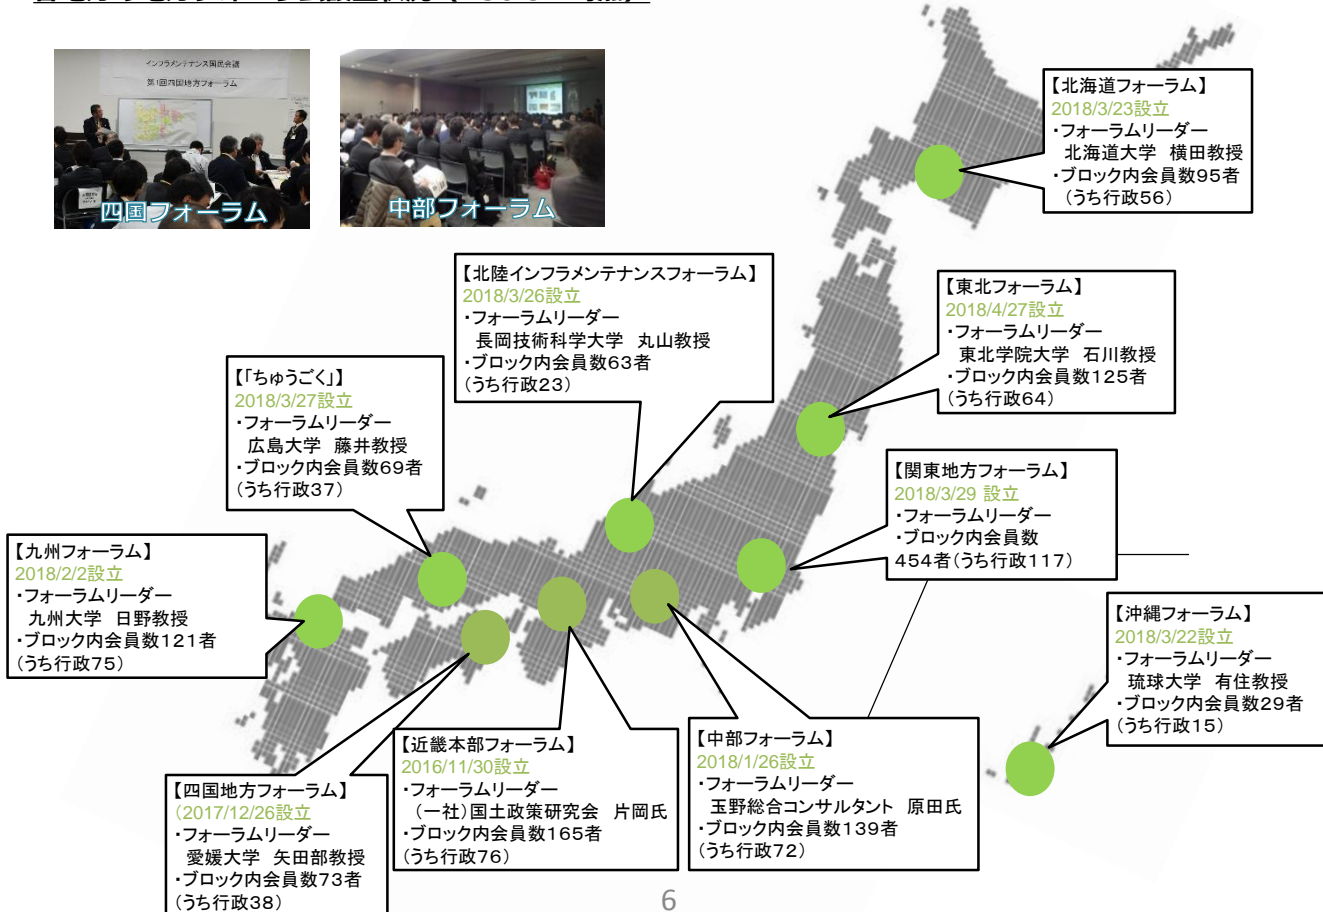 インフラメンテナンス国民会議
第1回四国地方フォーラム
四国フォーラム
中部フォーラム
【北海道フォーラム】
2018/3/23設立
・フォーラムリーダー
北海道大学 横田教授
・ブロック内会員数95者
(うち行政56)
【北陸インフラメンテナンスフォーラム】
2018/3/26設立
・フォーラムリーダー
長岡技術科学大学 丸山教授
・ブロック内会員数63者
(うち行政23)
【東北フォーラム】
2018/4/27設立
・フォーラムリーダー
東北学院大学 石川教授
・ブロック内会員数125者
(うち行政64)
【「ちゅうごく」】
2018/3/27設立
・フォーラムリーダー
広島大学 藤井教授
・ブロック内会員数69者
(うち行政37)
【関東地方フォーラム】
2018/3/29 設立
・フォーラムリーダー
・ブロック内会員数
454者(うち行政117)
【九州フォーラム】
2018/2/2設立
・フォーラムリーダー
九州大学 日野教授
・ブロック内会員数121者
(うち行政75)
【沖縄フォーラム】
2018/3/22設立
・フォーラムリーダー
琉球大学 有住教授
・ブロック内会員数29者
(うち行政15)
【四国地方フォーラム】
(2017/12/26設立
・フォーラムリーダー
愛媛大学 矢田部教授
・ブロック内会員数73者
(うち行政38)
【近畿本部フォーラム】
2016/11/30設立
・フォーラムリーダー
(一社)国土政策研究会 片岡氏
・ブロック内会員数165者
(うち行政76)
【中部フォーラム】
2018/1/26設立
・フォーラムリーダー
玉野総合コンサルタント 原田氏
・ブロック内会員数139者
(うち行政72)
6